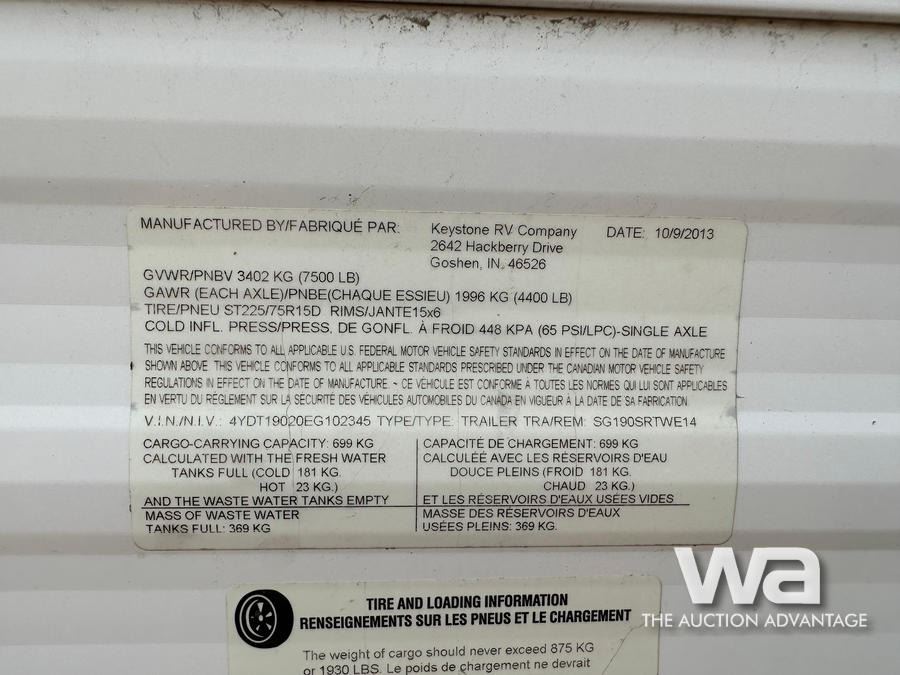 MANUFACTURED BY/FABRIQUÉ PAR: Keystone RV Company DATE: 10/9/2013
2642 Hackberry Drive
Goshen, IN. 46526
GVWR/PNBV 3402 KG (7500 LB)
GAWR (EACH AXLE)/PNBE(CHAQUE ESSIEU) 1996 KG (4400 LB)
TIRE/PNEU ST225/75R15D RIMS/JANTE15x6
COLD INFL. PRESS/PRESS. DE GONFL. À FROID 448 KPA (65 PSI/LPC)-SINGLE AXLE
THIS VEHICLE CONFORMS TO ALL APPLICABLE U.S. FEDERAL MOTOR VEHICLE SAFETY STANDARDS IN EFFECT ON THE DATE OF MANUFACTURE
SHOWN ABOVE. THIS VEHICLE CONFORMS TO ALL APPLICABLE STANDARDS PRESCRIBED UNDER THE CANADIAN MOTOR VEHICLE SAFETY
REGULATIONS IN EFFECT ON THE DATE OF MANUFACTURE. ~ CE VÉHICULE EST CONFORME À TOUTES LES NORMES QUI LUI SONT APPLICABLES
EN VERTU DU RÈGLEMENT SUR LA SÉCURITÉ DES VÉHICULES AUTOMOBILES DU CANADA EN VIGUEUR À LA DATE DE SA FABRICATION.
V.I.N./N.I.V.: 4YDT19020EG102345 TYPE/TYPE: TRAILER TRA/REM: SG190SRTWE14
CARGO-CARRYING CAPACITY: 699 KG
CALCULATED WITH THE FRESH WATER
TANKS FULL (COLD 181 KG.
HOT 23 KG.)
AND THE WASTE WATER TANKS EMPTY
MASS OF WASTE WATER
TANKS FULL: 369 KG
CAPACITÉ DE CHARGEMENT: 699 KG
CALCULÉE AVEC LES RÉSERVOIRS D'EAU
DOUCE PLEINS (FROID 181 KG.
CHAUD 23 KG.)
ET LES RÉSERVOIRS D'EAUX USÉES VIDES
MASSE DES RÉSERVOIRS D'EAUX
USÉES PLEINS: 369 KG.
TIRE AND LOADING INFORMATION
RENSEIGNEMENTS SUR LES PNEUS ET LE CHARGEMENT
The weight of cargo should never exceed 875 KG
or 1930 LBS. Le poids de chargement ne devrait
wa
THE AUCTION ADVANTAGE